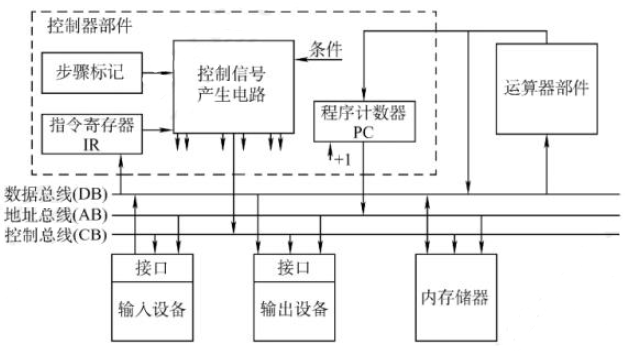 控制器部件
步骤标记
控制信号
产生电路
条件
运算器部件
指令寄存器
IR
程序计数器
PC
+1
数据总线(DB)
地址总线(AB)
控制总线(CB)
接口
输入设备
接口
输出设备
内存储器